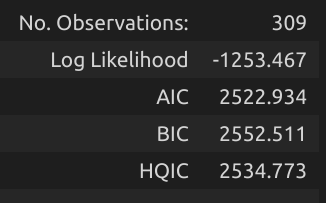 No. Observations: 309
Log Likelihood -1253.467
AIC 2522.934
BIC 2552.511
HQIC 2534.773